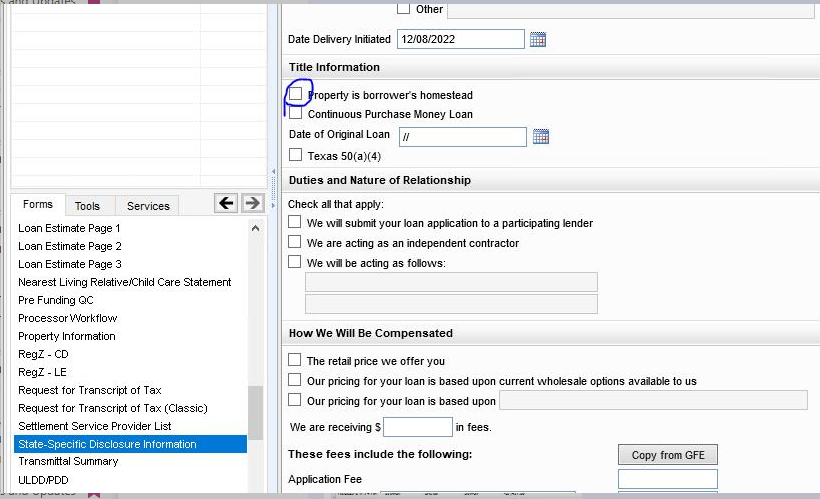 and Updates
Other
Date Delivery Initiated 12/08/2022
Title Information
Property is borrower's homestead
Continuous Purchase Money Loan
Date of Original Loan //
Texas 50(a)(4)
Duties and Nature of Relationship
Check all that apply:
We will submit your loan application to a participating lender
We are acting as an independent contractor
We will be acting as follows:
How We Will Be Compensated
The retail price we offer you
Our pricing for your loan is based upon current wholesale options available to us
Our pricing for your loan is based upon
We are receiving $ in fees.
These fees include the following: Copy from GFE
Application Fee
Forms Tools Services
Loan Estimate Page 1
Loan Estimate Page 2
Loan Estimate Page 3
Nearest Living Relative/Child Care Statement
Pre Funding QC
Processor Workflow
Property Information
RegZ - CD
RegZ - LE
Request for Transcript of Tax
Request for Transcript of Tax (Classic)
Settlement Service Provider List
State-Specific Disclosure Information
Transmittal Summary
ULDD/PDD
and Updates